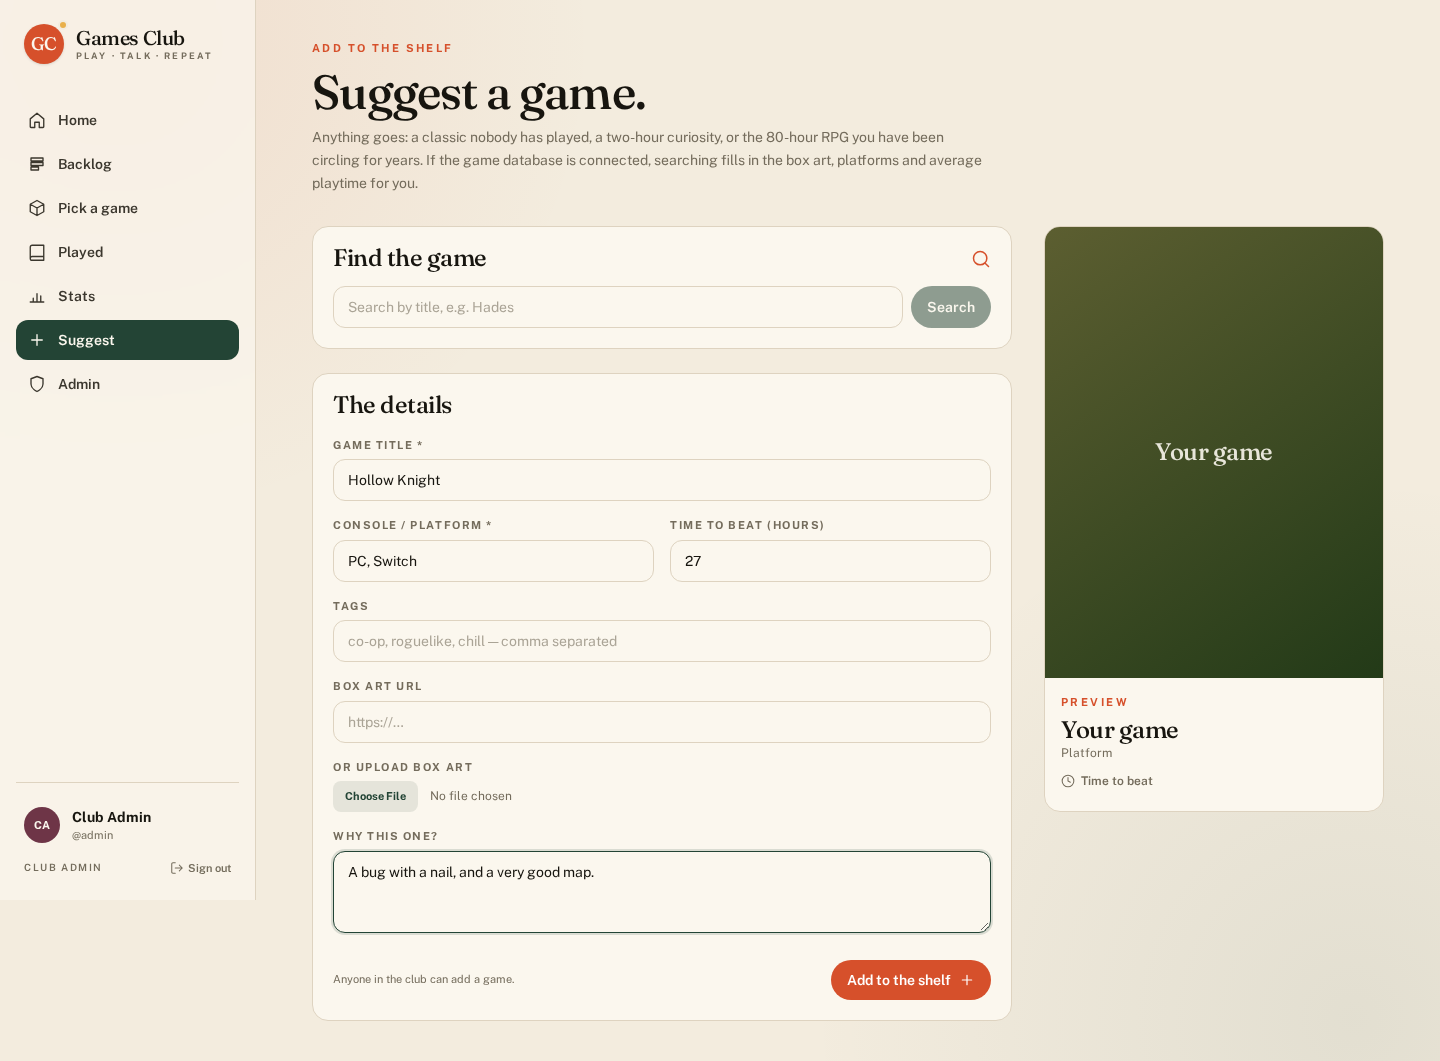 GC
Games Club
PLAY · TALK · REPEAT
Home
Backlog
Pick a game
Played
Stats
Suggest
Admin
CA
Club Admin
@admin
CLUB ADMIN
Sign out
ADD TO THE SHELF
Suggest a game.
Anything goes: a classic nobody has played, a two-hour curiosity, or the 80-hour RPG you have been
circling for years. If the game database is connected, searching fills in the box art, platforms and average
playtime for you.
Find the game
Search by title, e.g. Hades
Search
The details
GAME TITLE *
Hollow Knight
CONSOLE / PLATFORM *
TIME TO BEAT (HOURS)
PC, Switch
27
TAGS
co-op, roguelike, chill — comma separated
BOX ART URL
https://...
OR UPLOAD BOX ART
Choose File
No file chosen
WHY THIS ONE?
A bug with a nail, and a very good map.
Anyone in the club can add a game.
Add to the shelf
Your game
PREVIEW
Your game
Platform
Time to beat